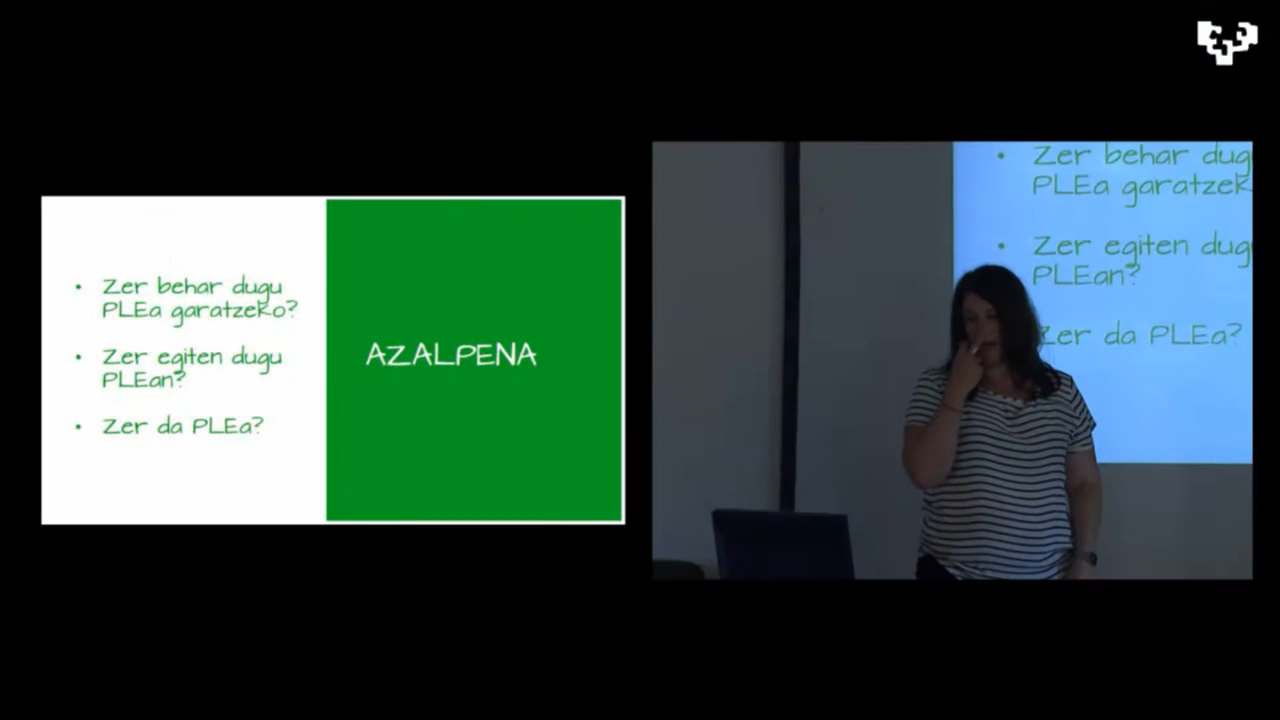 • Zer behar dugu
PLEa garatzeko?
• Zer egiten dugu
PLEan?
• Zer da PLEa?
AZALPENA
• Zer behar dug
PLEa garatzek
• Zer egiten dug
PLEan?
Zer da PLEa?